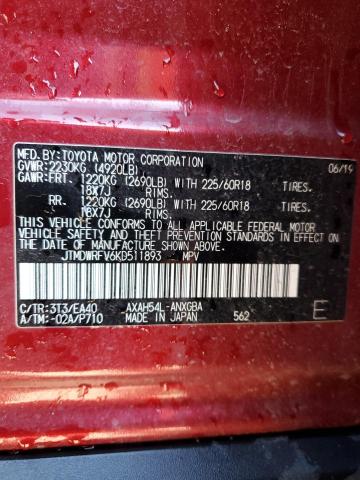 MFD.BY:TOYOTA MOTOR CORPORATION 06/19
GVWR:2230KG (4920LB)
GAWR:FRT. 1220KG (2690LB) WITH 225/60R18 TIRES.
18X7J RIMS.
RR. 1220KG (2690LB) WITH 225/60R18 TIRES.
18X7J RIMS.
THIS VEHICLE CONFORMS TO ALL APPLICABLE FEDERAL MOTOR
VEHICLE SAFETY AND THEFT PREVENTION STANDARDS IN EFFECT
ON THE DATE OF MANUFACTURE SHOWN ABOVE.
JTMDWRFV6KD511893 MPV
C/TR:3T3/EA40 AXAH54L-ANXGBA E
A/TM:-02A/P710 MADE IN JAPAN 562